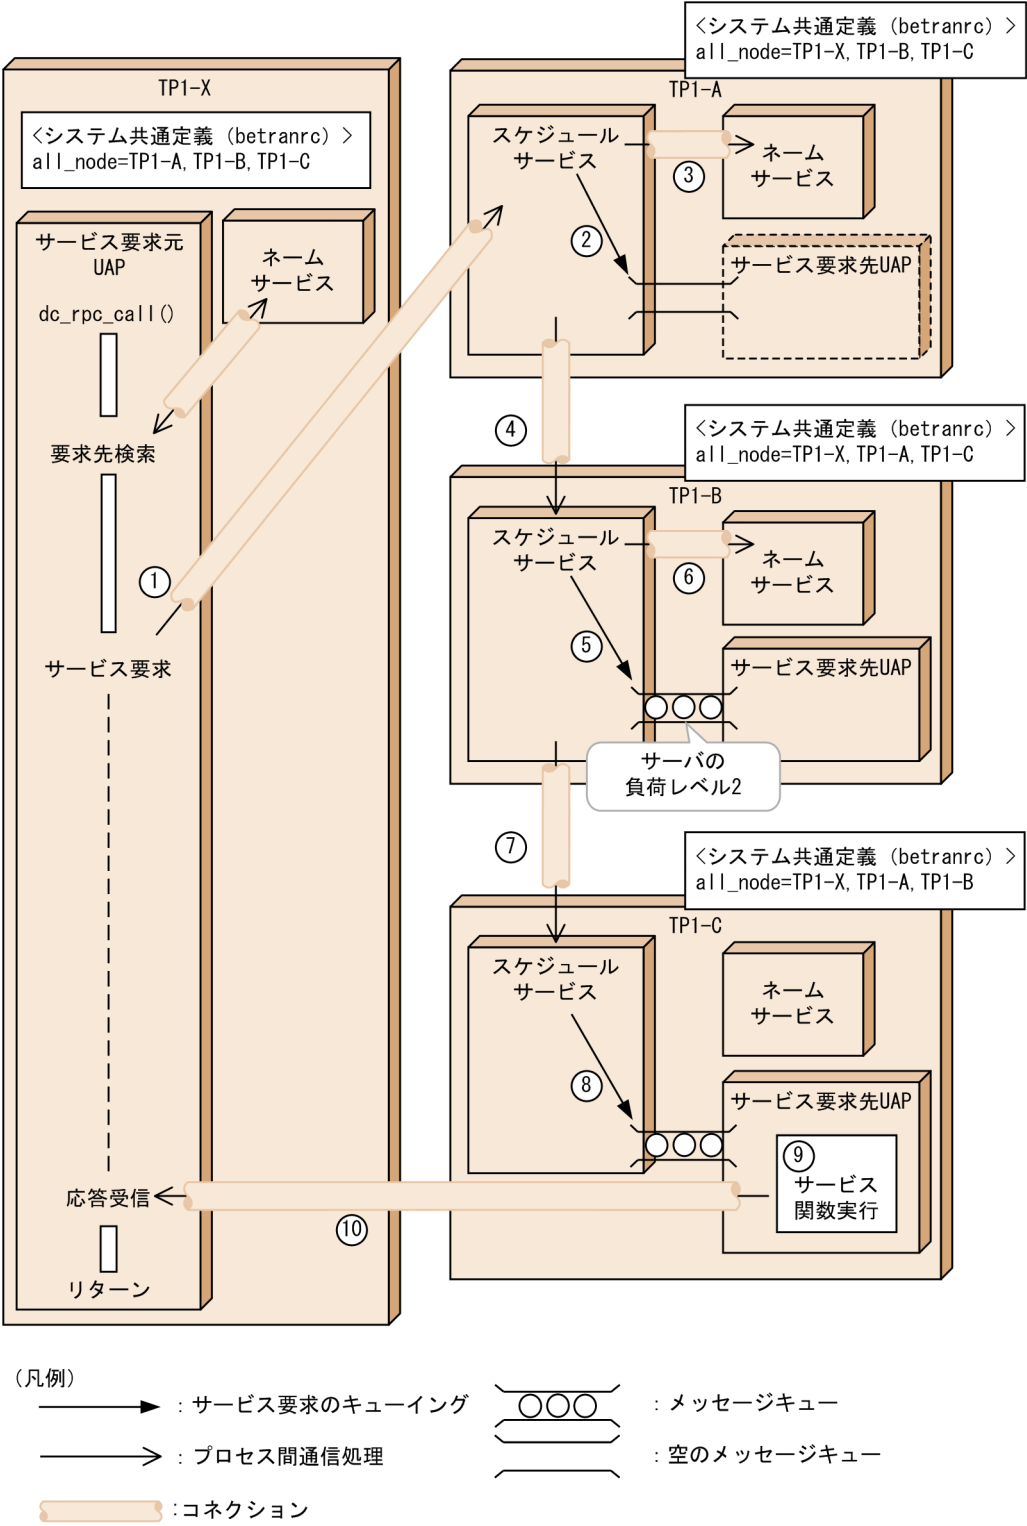 TP1-X
<システム共通定義（betranrc）>
all_node=TP1-A,TP1-B,TP1-C
サービス要求元
UAP
dc_rpc_call()
要求先検索
サービス要求
応答受信
リターン
ネーム
サービス
①
<システム共通定義（betranrc）>
all_node=TP1-X,TP1-B,TP1-C
TP1-A
スケジュール
サービス
③
ネーム
サービス
②
サービス要求先UAP
④
<システム共通定義（betranrc）>
all_node=TP1-X,TP1-A,TP1-C
TP1-B
スケジュール
サービス
⑥
ネーム
サービス
⑤
サービス要求先UAP
サーバの
負荷レベル2
⑦
<システム共通定義（betranrc）>
all_node=TP1-X,TP1-A,TP1-B
TP1-C
スケジュール
サービス
ネーム
サービス
⑧
サービス要求先UAP
⑨
サービス
関数実行
⑩
（凡例）
：サービス要求のキューイング
：プロセス間通信処理
：コネクション
：メッセージキュー
：空のメッセージキュー